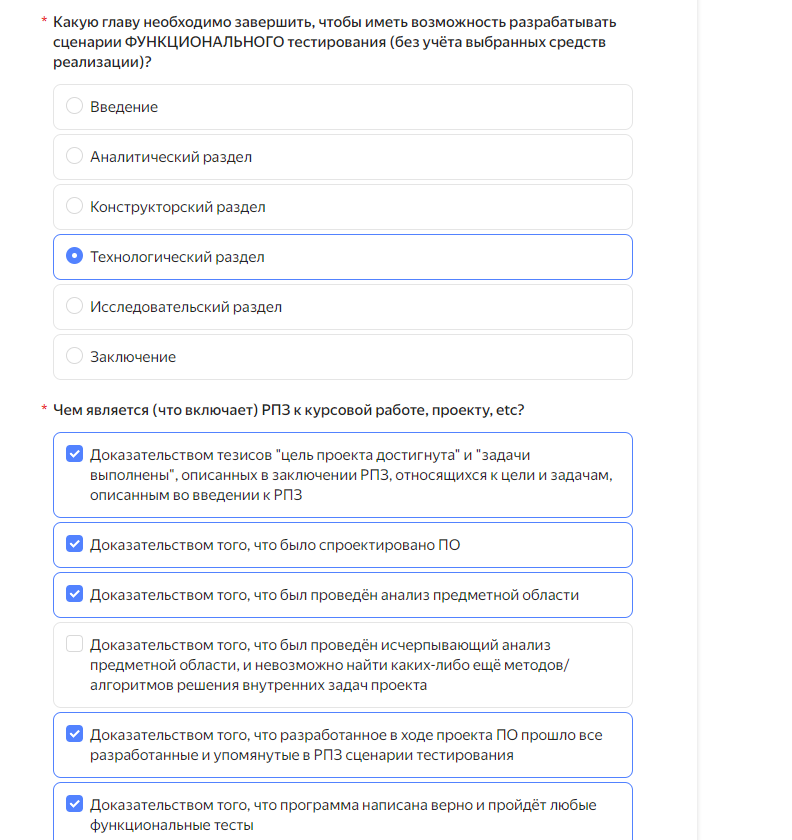 * Какую главу необходимо завершить, чтобы иметь возможность разрабатывать
сценарии ФУНКЦИОНАЛЬНОГО тестирования (без учёта выбранных средств
реализации)?
Введение
Аналитический раздел
Конструкторский раздел
Технологический раздел
Исследовательский раздел
Заключение
* Чем является (что включает) РПЗ к курсовой работе, проекту, etc?
Доказательством тезисов "цель проекта достигнута" и "задачи
выполнены", описанных в заключении РПЗ, относящихся к цели и задачам,
описанным во введении к РПЗ
Доказательством того, что было спроектировано ПО
Доказательством того, что был проведён анализ предметной области
Доказательством того, что был проведён исчерпывающий анализ
предметной области, и невозможно найти каких-либо ещё методов/
алгоритмов решения внутренних задач проекта
Доказательством того, что разработанное в ходе проекта ПО прошло все
разработанные и упомянутые в РПЗ сценарии тестирования
Доказательством того, что программа написана верно и пройдёт любые
функциональные тесты